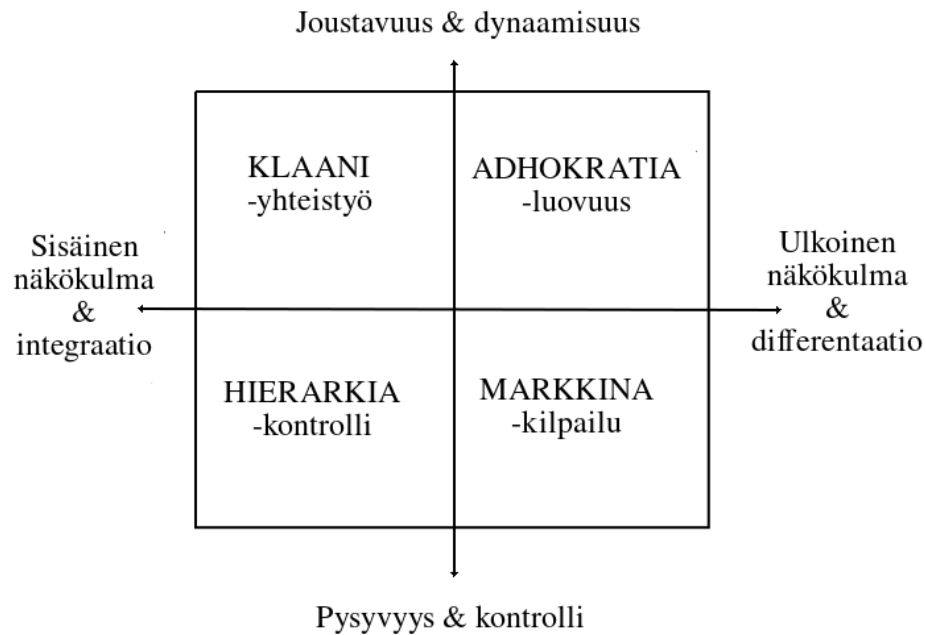 Joustavuus & dynaamisuus
KLAANI
-yhteistyö
ADHOKRATIA
-luovuus
Sisäinen
näkökulma
&
integraatio
Ulkoinen
näkökulma
&
differentaatio
HIERARKIA
-kontrolli
MARKKINA
-kilpailu
Pysyvyys & kontrolli